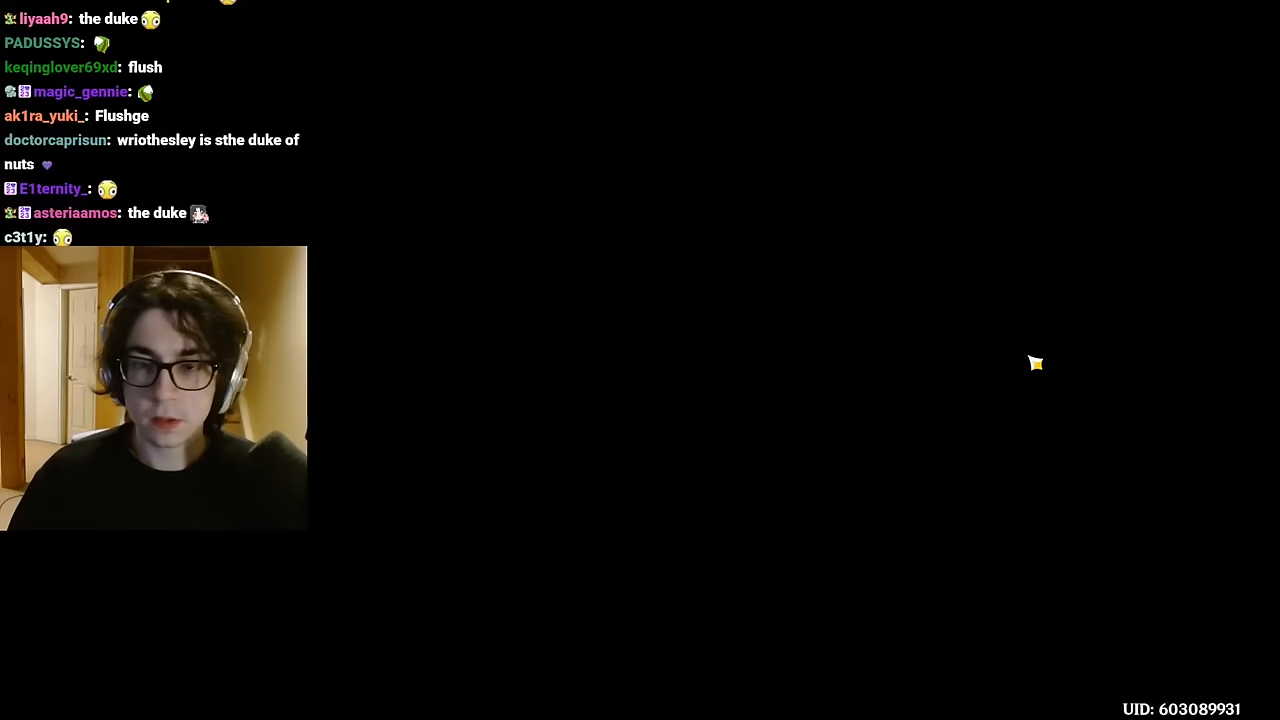 liyaah9: the duke
PADUSSYS:
keqinglover69xd: flush
magic_gennie:
ak1ra_yuki_: Flushge
doctorcaprisun: wriothesley is sthe duke of
nuts
E1ternity_:
asteriaamos: the duke
c3t1y:
UID: 603089931